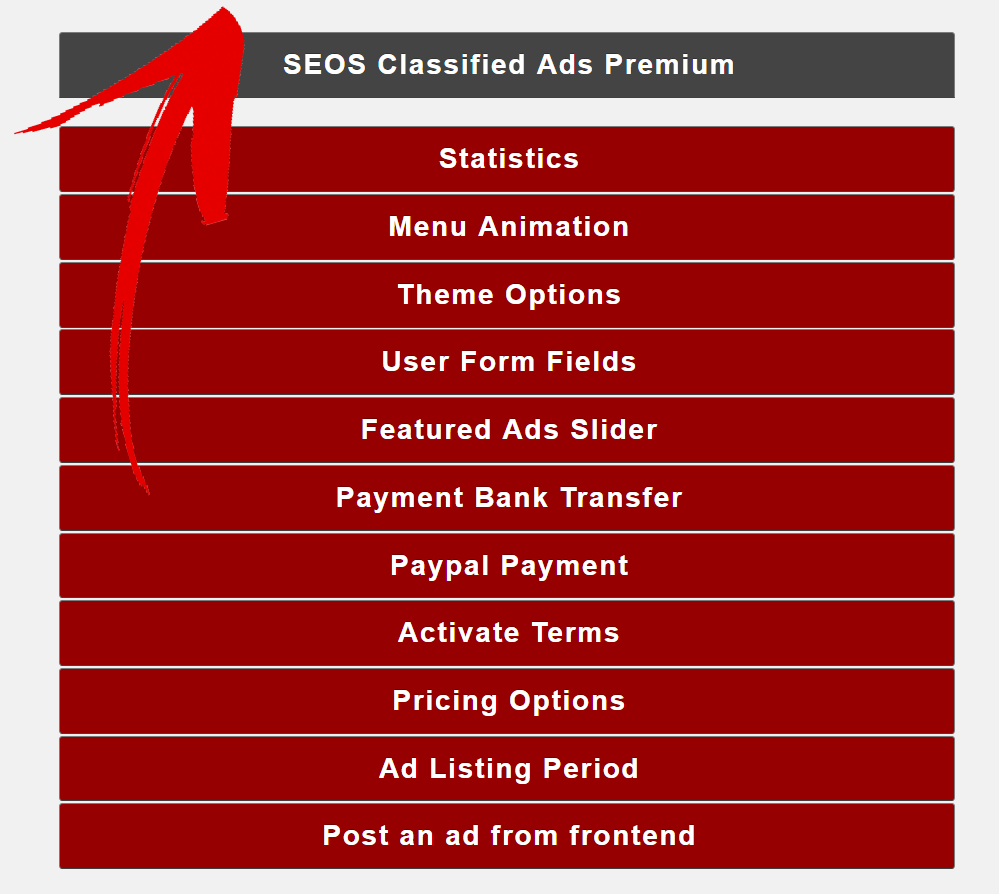 SEOS Classified Ads Premium
Statistics
Menu Animation
Theme Options
User Form Fields
Featured Ads Slider
Payment Bank Transfer
Paypal Payment
Activate Terms
Pricing Options
Ad Listing Period
Post an ad from frontend